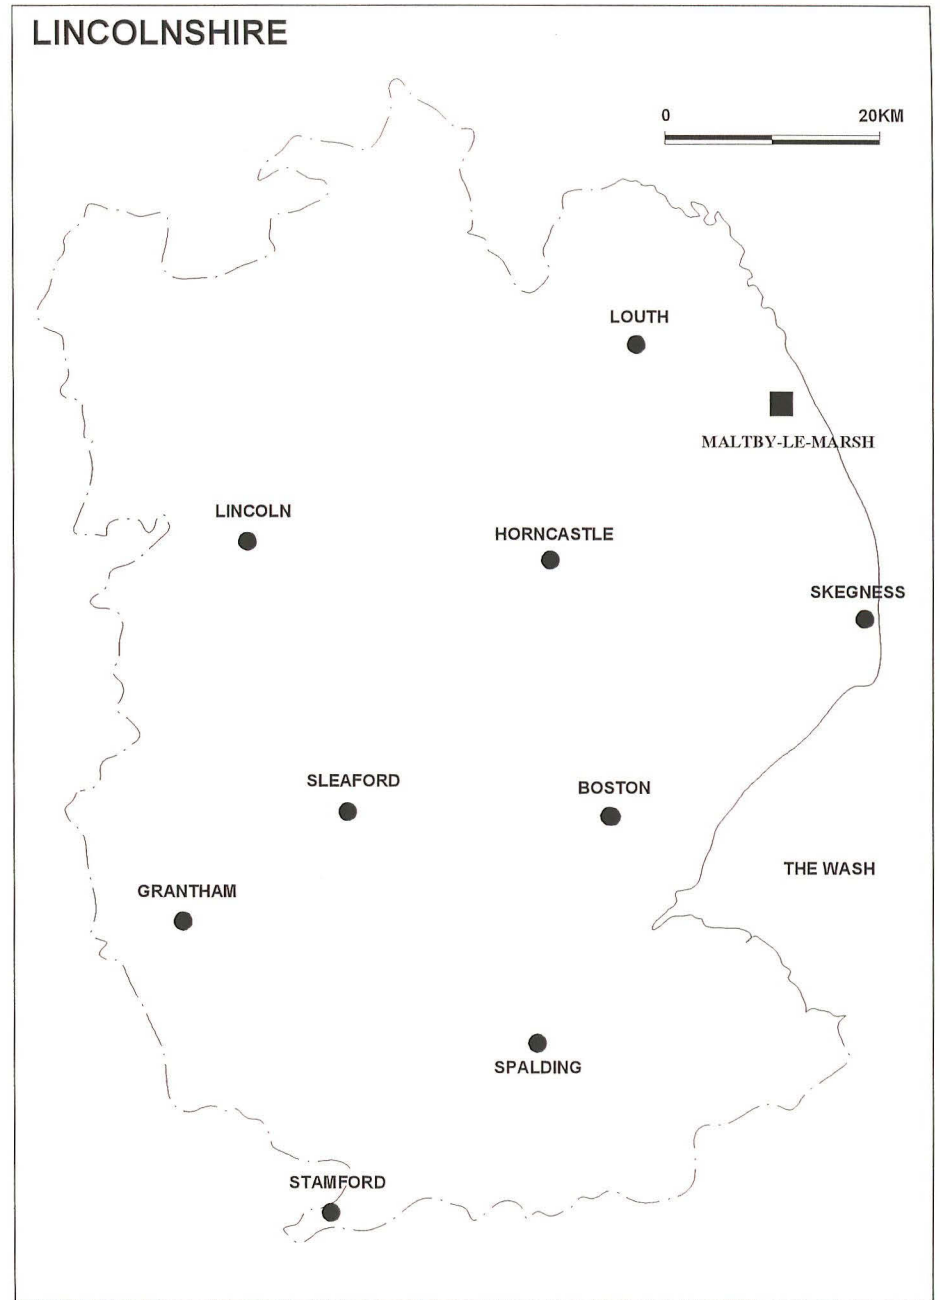 LINCOLNSHIRE
0 20KM
LOUTH
MALTBY-LE-MARSH
LINCOLN
HORNCASTLE
SKEGNESS
SLEAFORD
BOSTON
THE WASH
GRANTHAM
SPALDING
STAMFORD